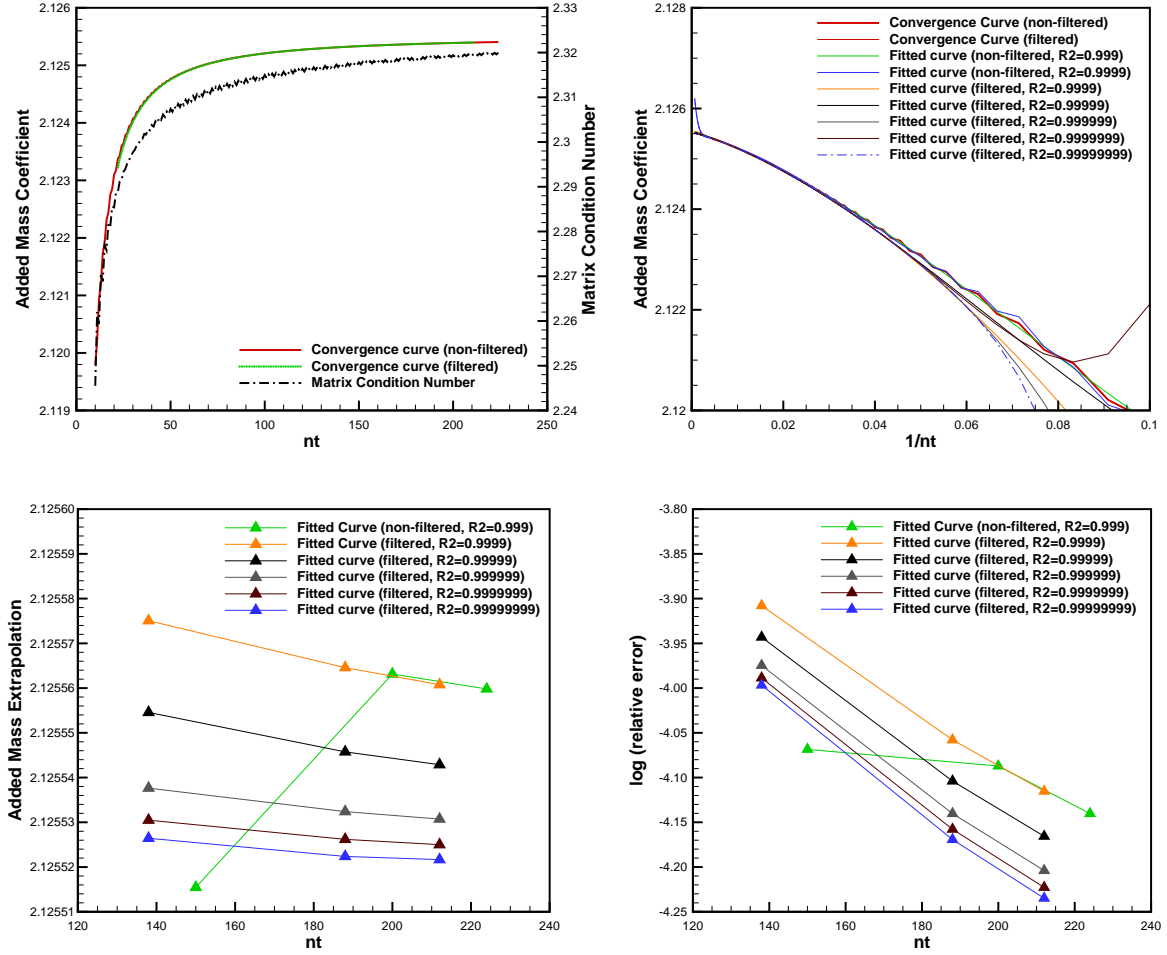 2.126
2.125
2.124
2.123
2.122
2.121
2.120
2.119
Added Mass Coefficient
2.33
2.32
2.31
2.3
2.29
2.28
2.27
2.26
2.25
2.24
Matrix Condition Number
Convergence curve (non-filtered)
Convergence curve (filtered)
Matrix Condition Number
0 50 100 150 200 250
nt
2.128
2.126
2.124
2.122
2.12
Added Mass Coefficient
Convergence Curve (non-filtered)
Convergence Curve (filtered)
Fitted curve (non-filtered, R2=0.999)
Fitted curve (non-filtered, R2=0.9999)
Fitted curve (filtered, R2=0.9999)
Fitted curve (filtered, R2=0.99999)
Fitted curve (filtered, R2=0.999999)
Fitted curve (filtered, R2=0.9999999)
Fitted curve (filtered, R2=0.99999999)
0 0.02 0.04 0.06 0.08 0.1
1/nt
2.12560
2.12559
2.12558
2.12557
2.12556
2.12555
2.12554
2.12553
2.12552
2.12551
Added Mass Extrapolation
Fitted Curve (non-filtered, R2=0.999)
Fitted Curve (filtered, R2=0.9999)
Fitted curve (filtered, R2=0.99999)
Fitted curve (filtered, R2=0.999999)
Fitted curve (filtered, R2=0.9999999)
Fitted curve (filtered, R2=0.99999999)
120 140 160 180 200 220 240
nt
-3.80
-3.85
-3.90
-3.95
-4.00
-4.05
-4.10
-4.15
-4.20
-4.25
log (relative error)
Fitted Curve (non-filtered, R2=0.999)
Fitted curve (filtered, R2=0.9999)
Fitted curve (filtered, R2=0.99999)
Fitted curve (filtered, R2=0.999999)
Fitted curve (filtered, R2=0.9999999)
Fitted curve (filtered, R2=0.99999999)
120 140 160 180 200 220 240
nt